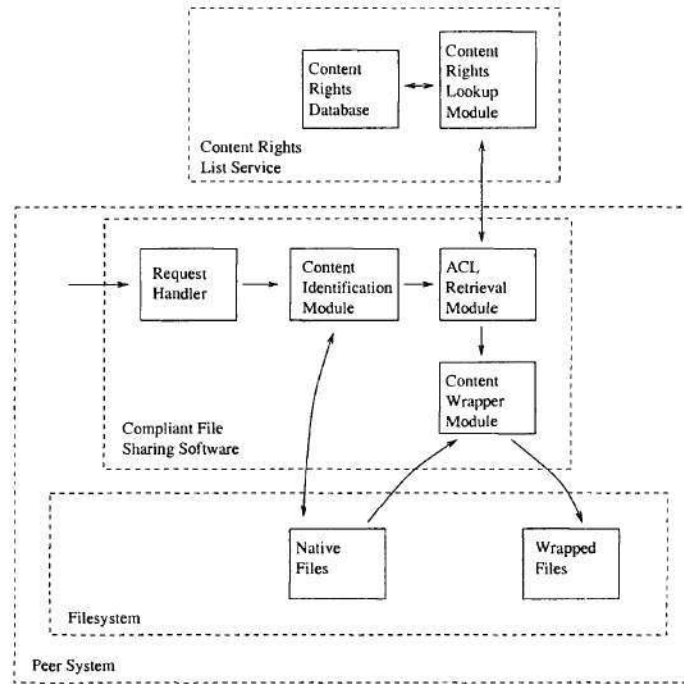 Content
Rights
Database
Content
Rights
Lookup
Module
Content Rights
List Service
Request
Handler
Content
Identification
Module
ACL
Retrieval
Module
Content
Wrapper
Module
Compliant File
Sharing Software
Native
Files
Wrapped
Files
Filesystem
Peer System